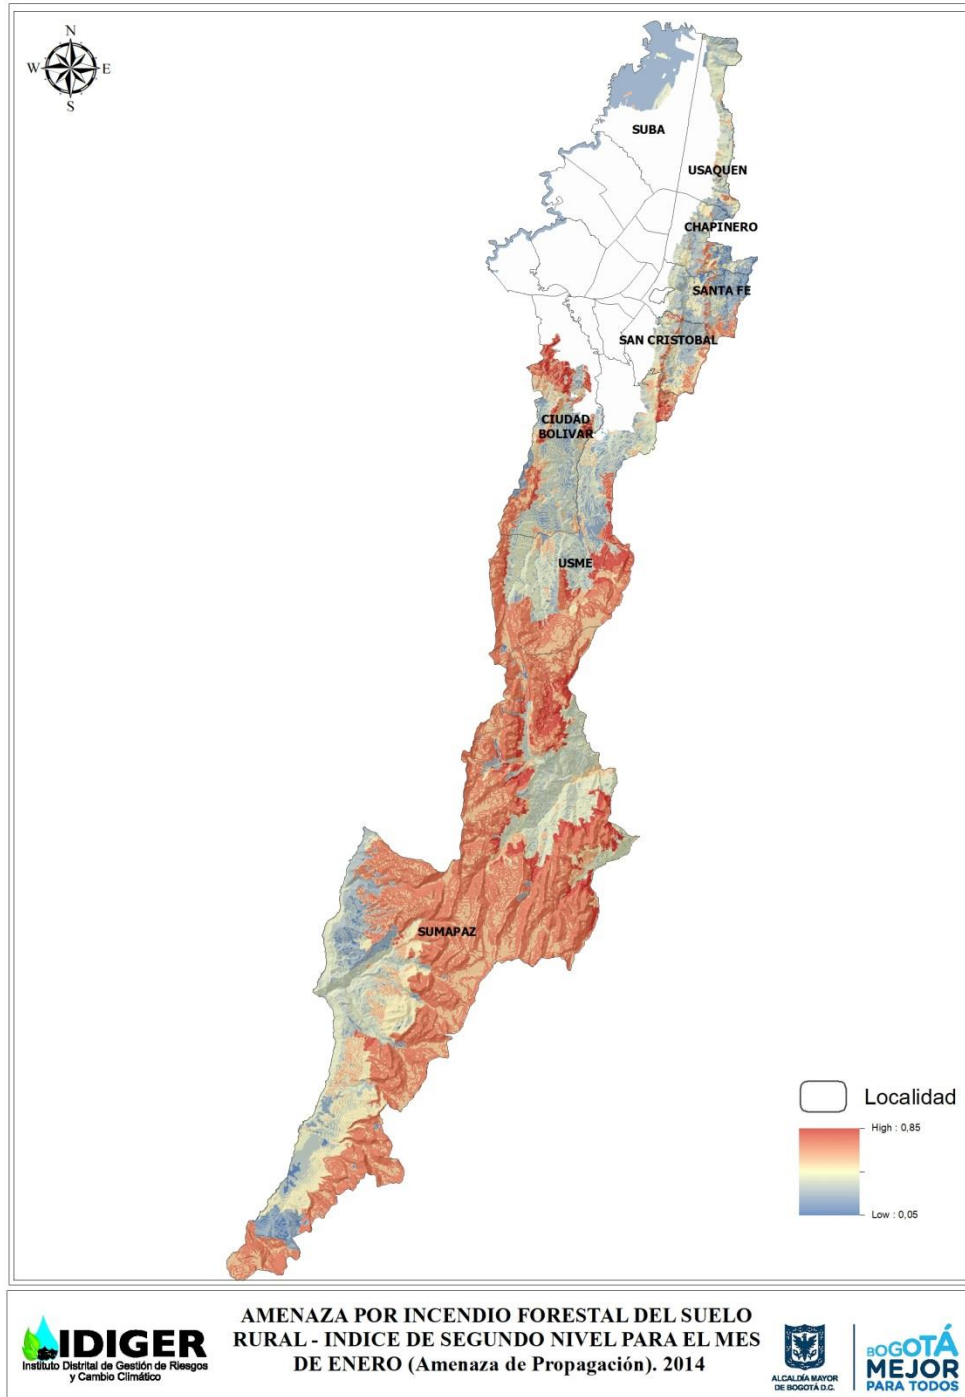 N
W
E
S
SUBA
USAQUEN
CHAPINERO
SANTA FE
SAN CRISTOBAL
CIUDAD
BOLIVAR
USME
SUMAPAZ
Localidad
High : 0,85
Low : 0,05
IDIGER
Instituto Distrital de Gestión de Riesgos
y Cambio Climático
AMENAZA POR INCENDIO FORESTAL DEL SUELO
RURAL - INDICE DE SEGUNDO NIVEL PARA EL MES
DE ENERO (Amenaza de Propagación). 2014
ALCALDÍA MAYOR
DE BOGOTÁ D.C.
BOGOTÁ
MEJOR
PARA TODOS